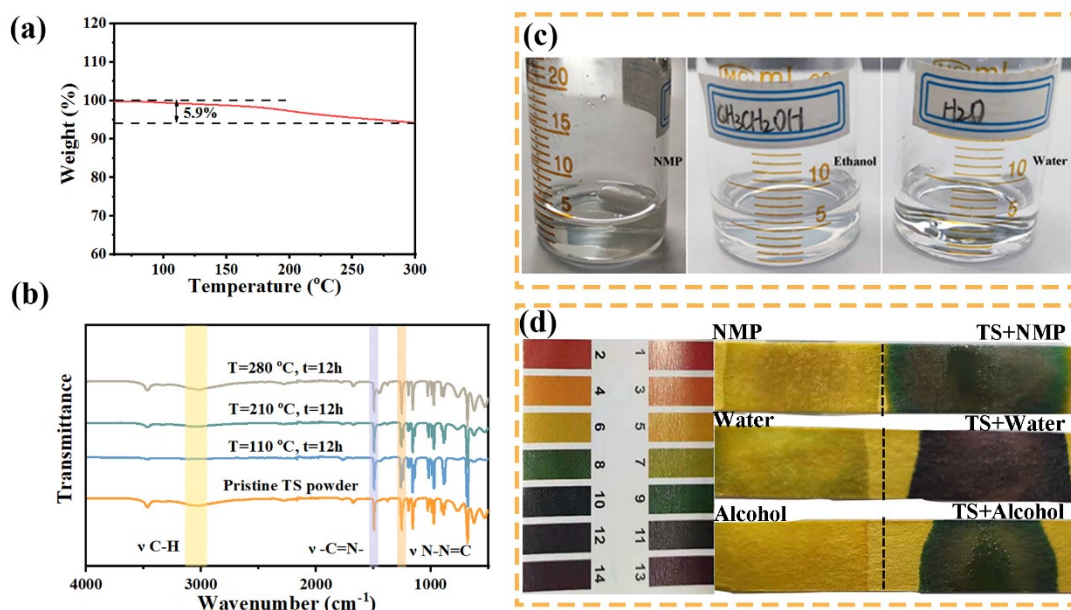 (a)
120
110
100
90
80
70
60
5.9%
Weight (%)
100
150
200
250
300
Temperature (°C)
(b)
T=280 °C, t=12h
T=210 °C, t=12h
T=110 °C, t=12h
Pristine TS powder
ν C-H
ν -C=N-
ν N-N=C
Transmittance
4000
3000
2000
1000
Wavenumber (cm⁻¹)
(c)
20
15
10
5
NMP
ml
CH3CH2OH
Ethanol
10
5
ml
H2O
Water
10
5
(d)
2
4
6
8
10
12
14
1
3
5
7
9
11
13
NMP
TS+NMP
Water
TS+Water
Alcohol
TS+Alcohol